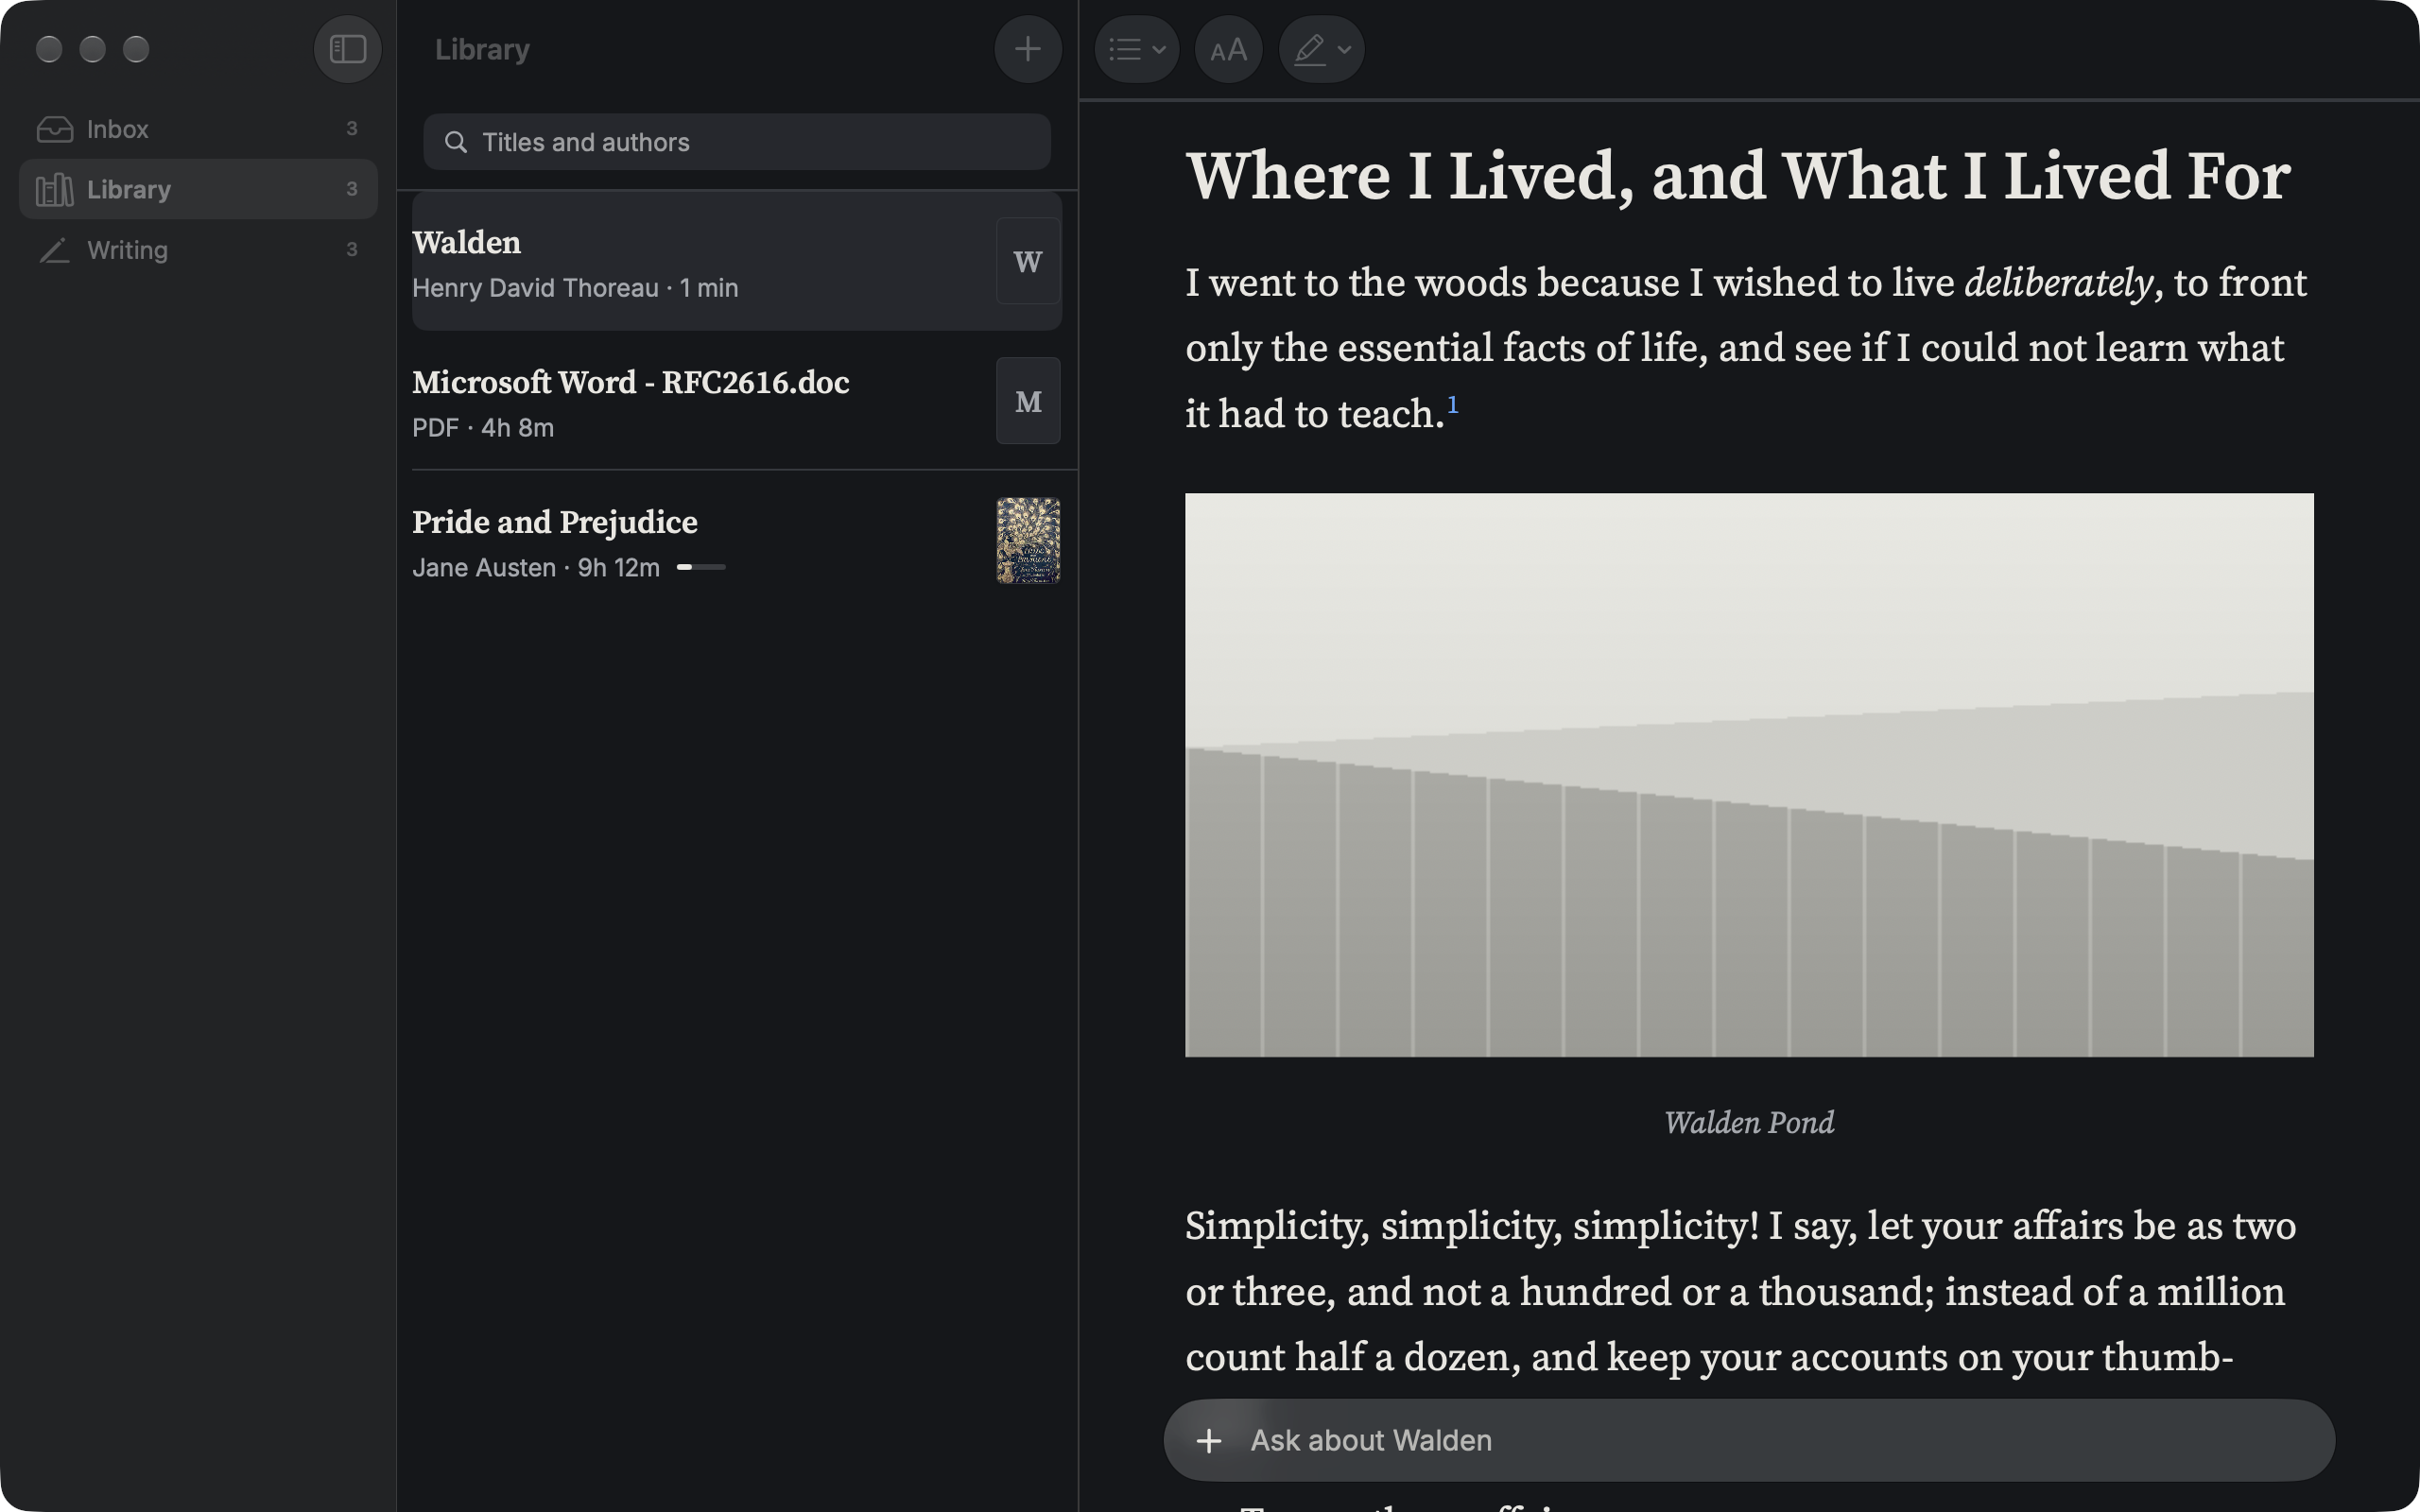 Library
Inbox 3
Library 3
Writing 3
Titles and authors
Walden
Henry David Thoreau · 1 min
W
Microsoft Word - RFC2616.doc
PDF · 4h 8m
M
Pride and Prejudice
Jane Austen · 9h 12m
AA
Where I Lived, and What I Lived For
I went to the woods because I wished to live deliberately, to front
only the essential facts of life, and see if I could not learn what
it had to teach.1
Walden Pond
Simplicity, simplicity, simplicity! I say, let your affairs be as two
or three, and not a hundred or a thousand; instead of a million
count half a dozen, and keep your accounts on your thumb-
Ask about Walden